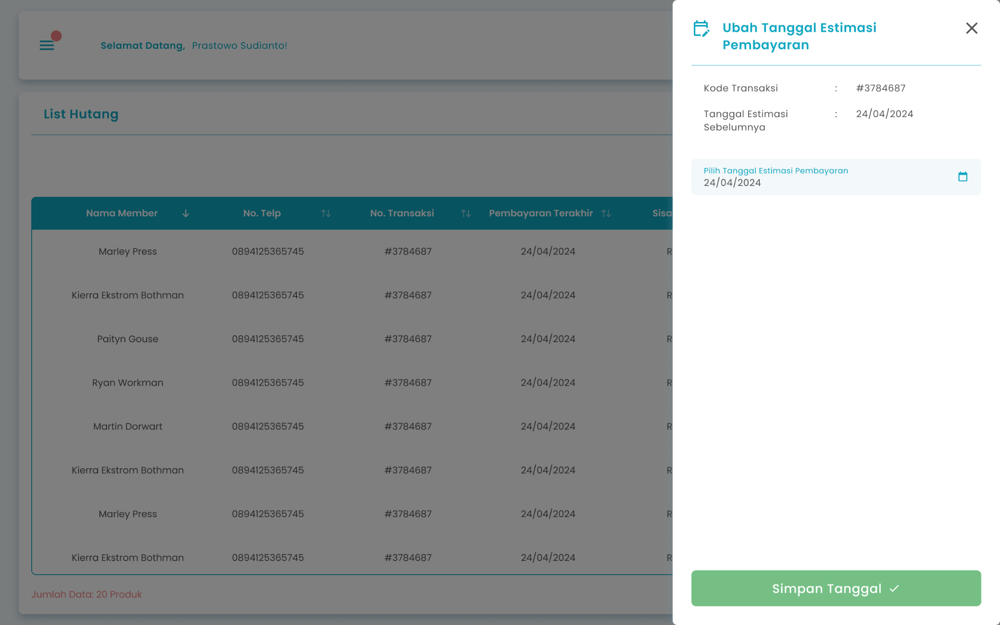 Selamat Datang, Prastowo Sudianto!
List Hutang
Nama Member No. Telp No. Transaksi Pembayaran Terakhir Sisa
Marley Press 0894125365745 #3784687 24/04/2024 R
Kierra Ekstrom Bothman 0894125365745 #3784687 24/04/2024 R
Paityn Gouse 0894125365745 #3784687 24/04/2024 R
Ryan Workman 0894125365745 #3784687 24/04/2024 R
Martin Dorwart 0894125365745 #3784687 24/04/2024 R
Kierra Ekstrom Bothman 0894125365745 #3784687 24/04/2024 R
Marley Press 0894125365745 #3784687 24/04/2024 R
Kierra Ekstrom Bothman 0894125365745 #3784687 24/04/2024 R
Jumlah Data: 20 Produk
Ubah Tanggal Estimasi
Pembayaran
Kode Transaksi : #3784687
Tanggal Estimasi : 24/04/2024
Sebelumnya
Pilih Tanggal Estimasi Pembayaran
24/04/2024
Simpan Tanggal